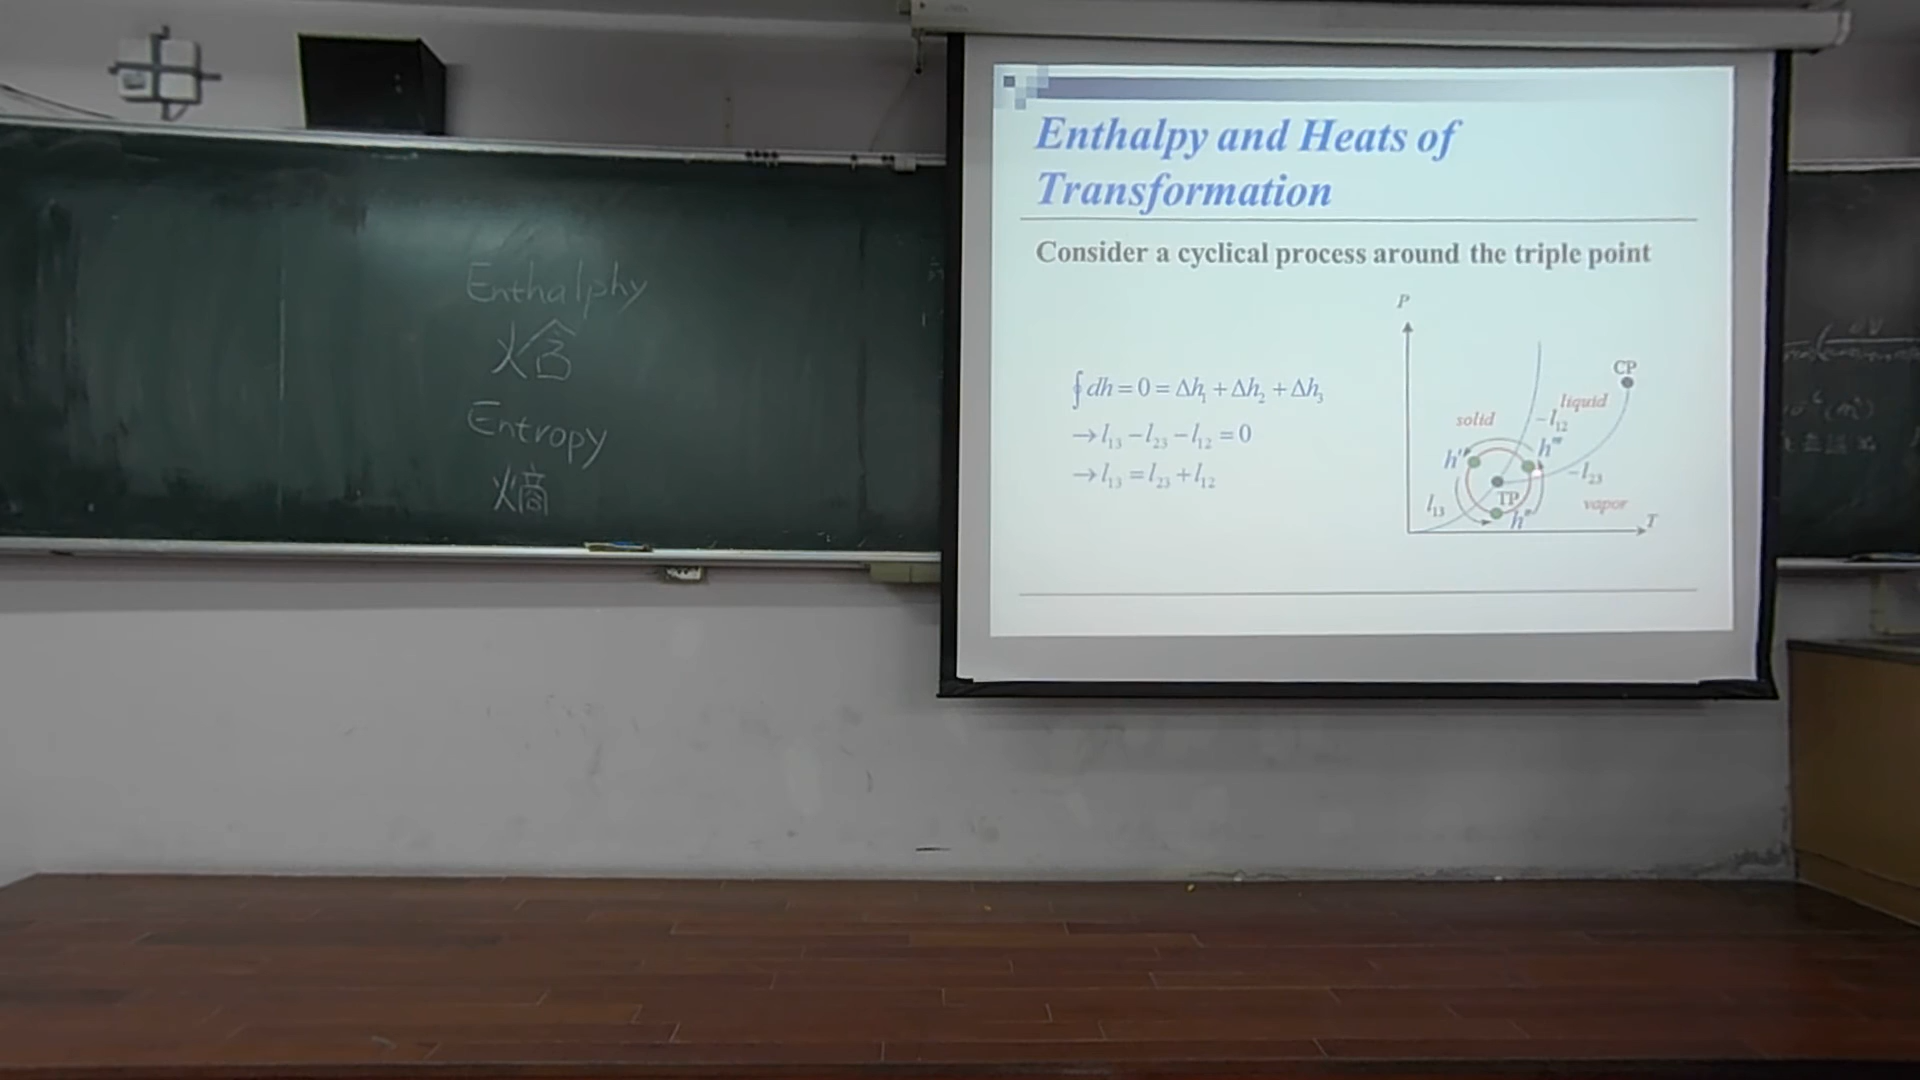 Enthalphy
焓
Entropy
熵
Enthalpy and Heats of
Transformation
Consider a cyclical process around the triple point
∮dh = 0 = Δh₁ + Δh₂ + Δh₃
→ l₁₃ − l₂₃ − l₁₂ = 0
→ l₁₃ = l₂₃ + l₁₂
P
CP
solid
liquid
−l₁₂
h'
h'''
−l₂₃
l₁₃
TP
h''
vapor
T